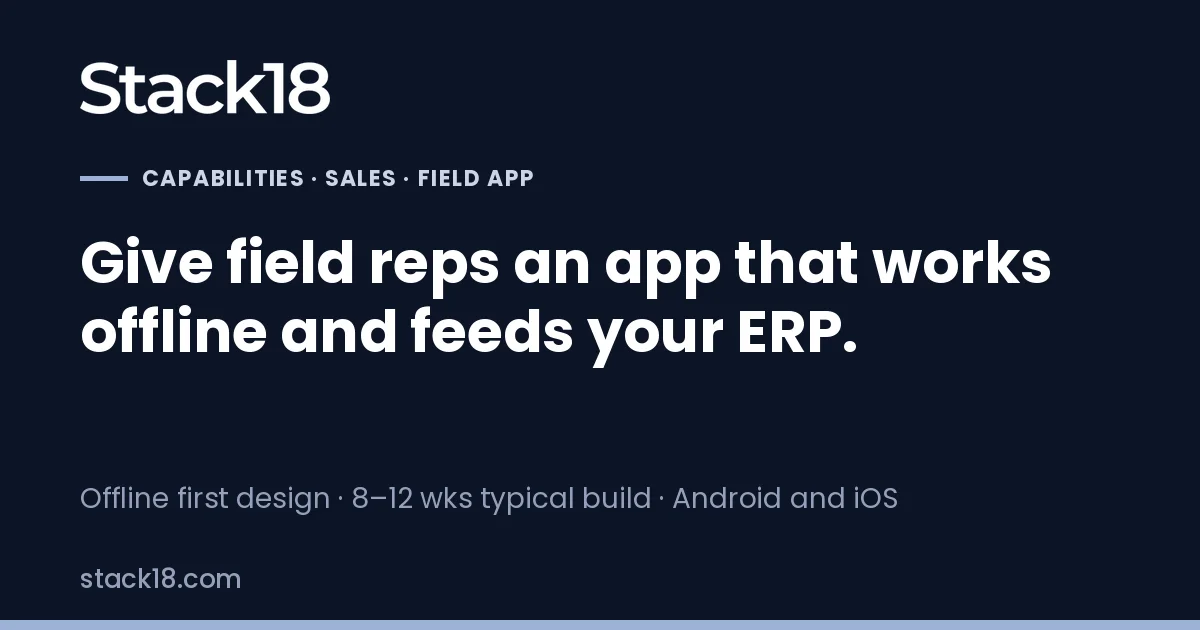 Stack18
CAPABILITIES · SALES · FIELD APP
Give field reps an app that works
offline and feeds your ERP.
Offline first design · 8–12 wks typical build · Android and iOS
stack18.com